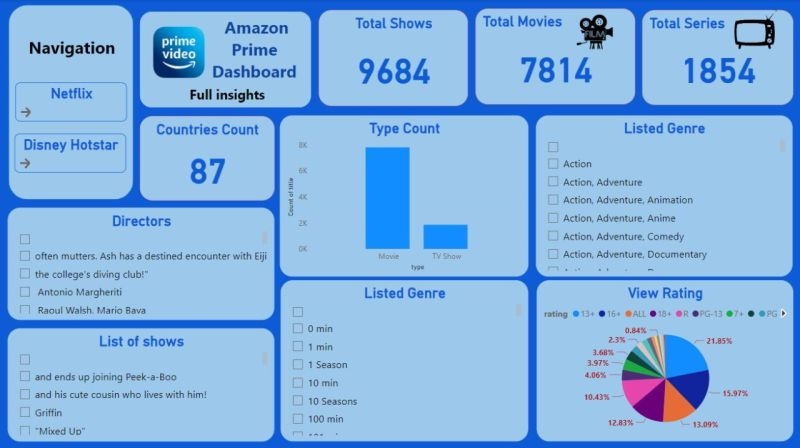 Navigation
Netflix
Disney Hotstar
prime
video
Amazon
Prime
Dashboard
Full insights
Total Shows
9684
Total Movies
FILM
7814
Total Series
1854
Countries Count
87
Type Count
8K
6K
4K
2K
0K
Count of title
Movie
TV Show
type
Listed Genre
Action
Action, Adventure
Action, Adventure, Animation
Action, Adventure, Anime
Action, Adventure, Comedy
Action, Adventure, Documentary
Directors
often mutters. Ash has a destined encounter with Eiji
the college's diving club!"
Antonio Margheriti
Raoul Walsh, Mario Bava
List of shows
and ends up joining Peek-a-Boo
and his cute cousin who lives with him!
Griffin
"Mixed Up"
Listed Genre
0 min
1 min
1 Season
10 min
10 Seasons
100 min
View Rating
rating 13+ 16+ ALL 18+ R PG-13 7+ PG
21.85%
15.97%
13.09%
12.83%
10.43%
4.06%
3.97%
3.68%
2.3%
0.84%